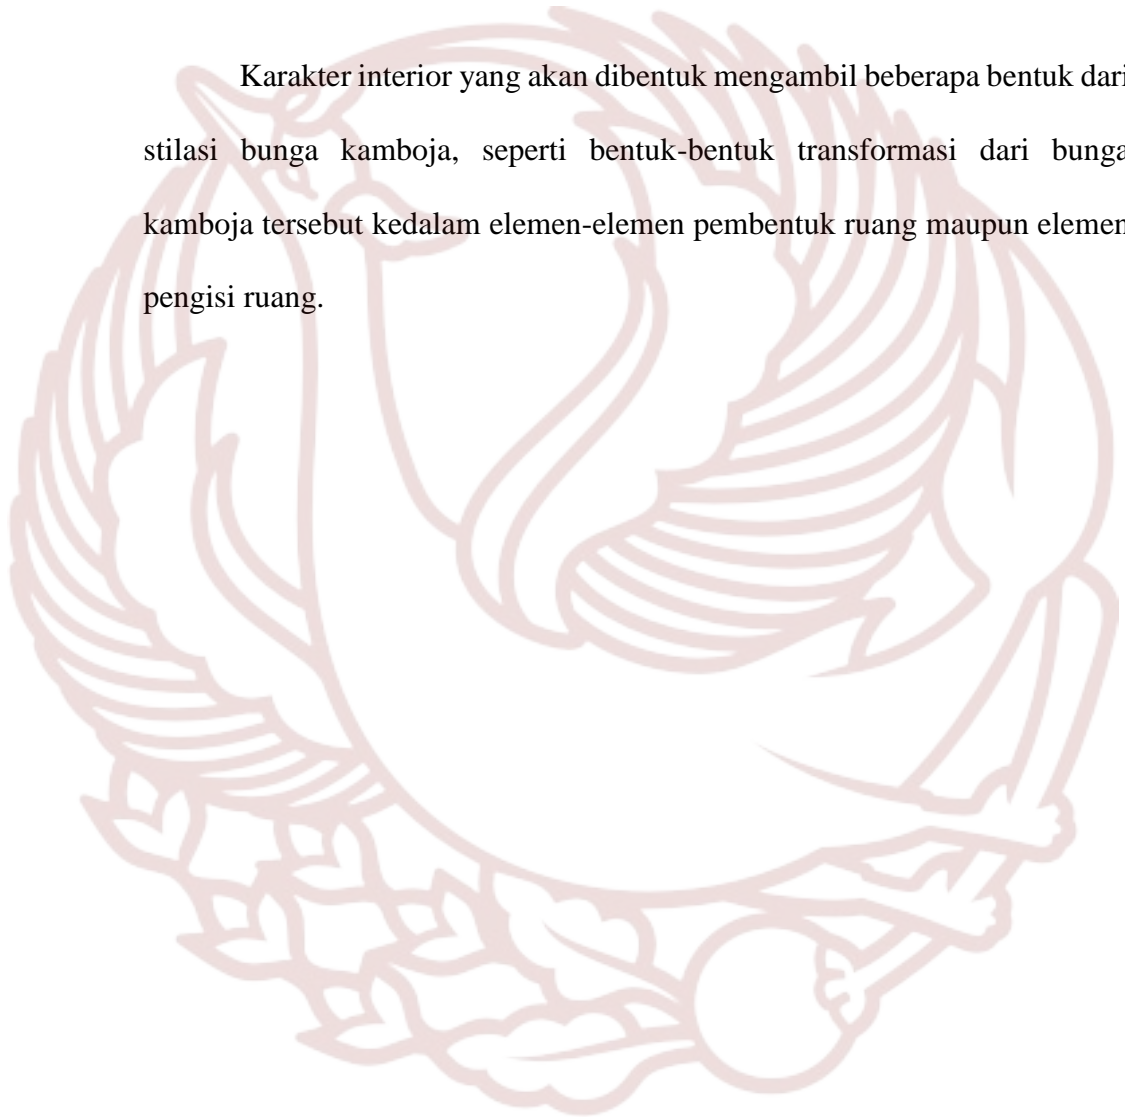 Karakter interior yang akan dibentuk mengambil beberapa bentuk dari
stilasi bunga kamboja, seperti bentuk-bentuk transformasi dari bunga
kamboja tersebut kedalam elemen-elemen pembentuk ruang maupun elemen
pengisi ruang.